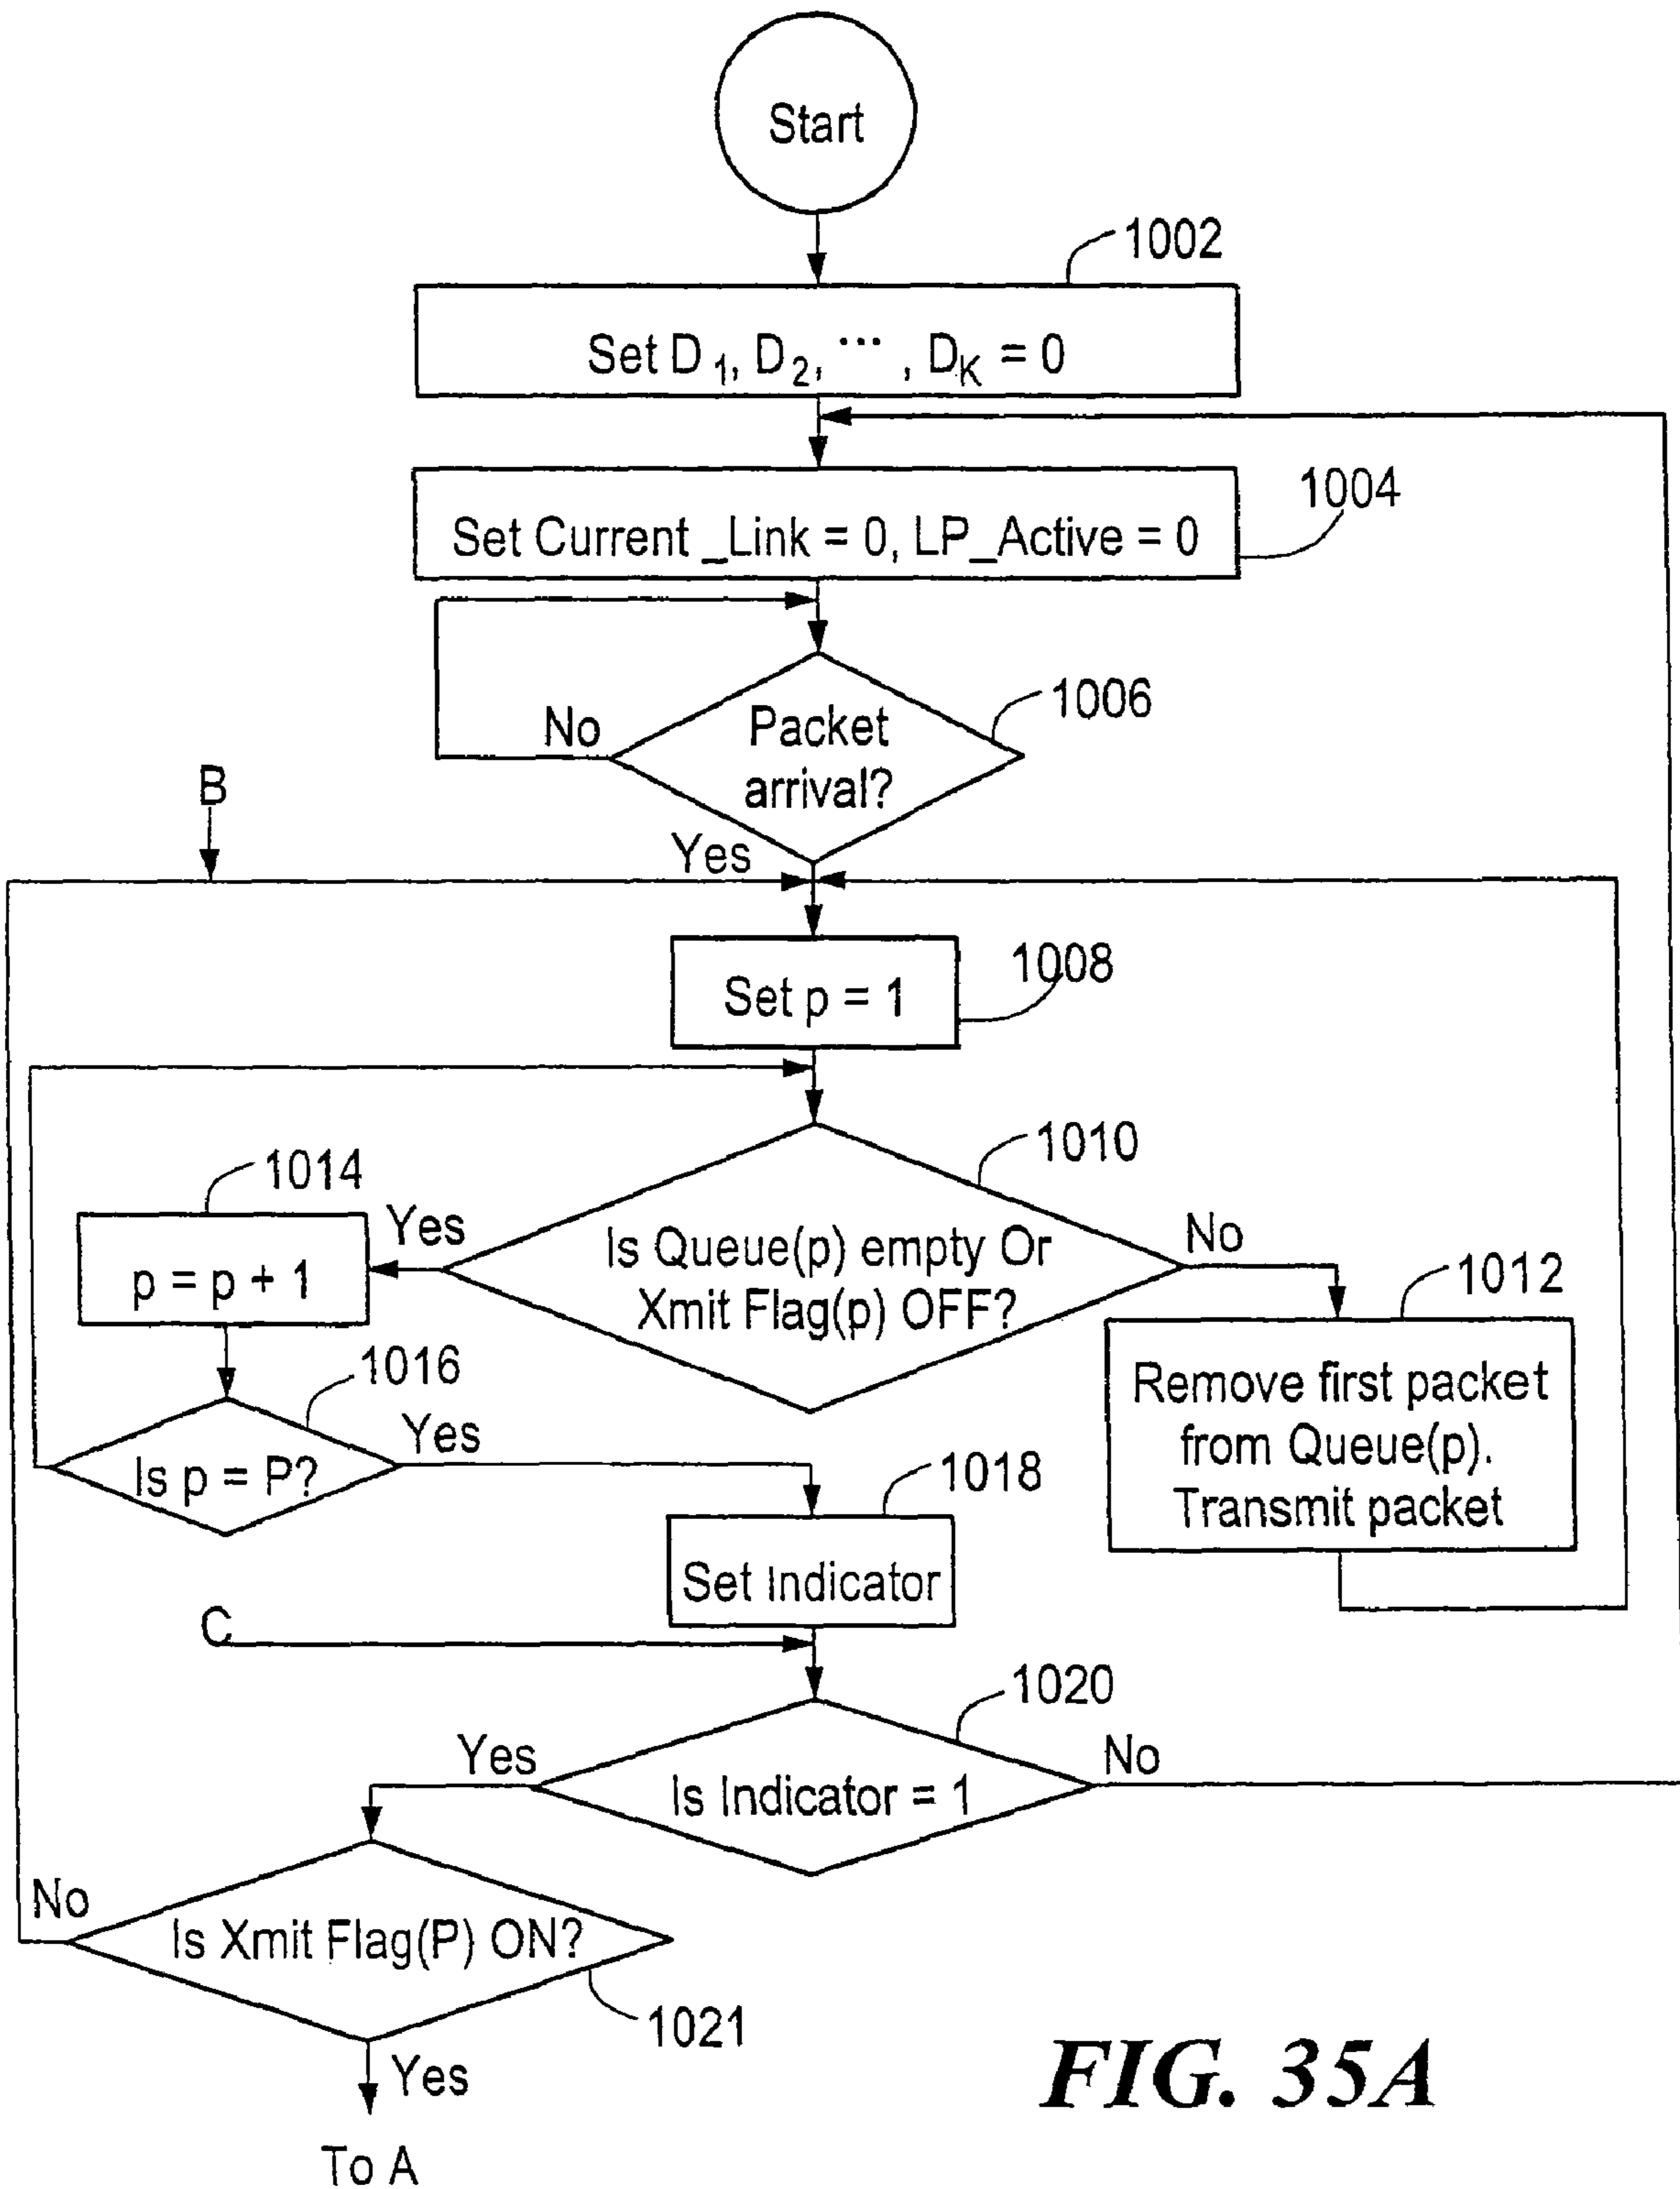 Start
1002
Set D1, D2, ..., DK = 0
1004
Set Current _Link = 0, LP_Active = 0
1006
No
Packet
arrival?
B
Yes
1008
Set p = 1
1010
1014
Yes
No
Is Queue(p) empty Or
Xmit Flag(p) OFF?
p = p + 1
1012
1016
Remove first packet
from Queue(p).
Transmit packet
Yes
Is p = P?
1018
Set Indicator
C
1020
Yes
No
Is Indicator = 1
No
Is Xmit Flag(P) ON?
1021
Yes
To A
FIG. 35A